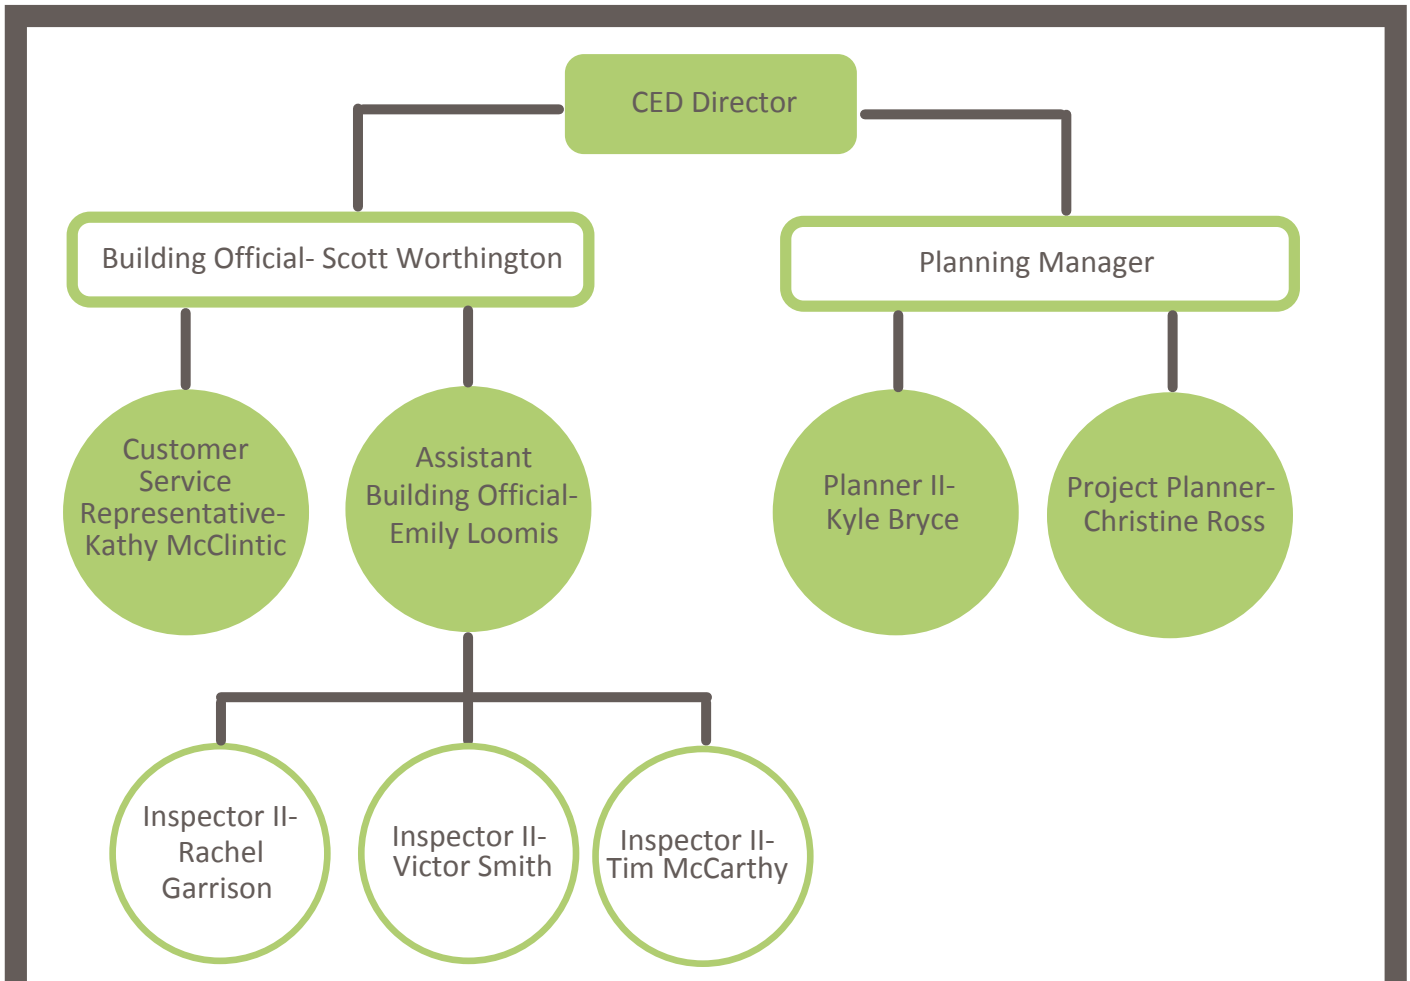 CED Director
Building Official- Scott Worthington
Planning Manager
Customer
Service
Representative-
Kathy McClintic
Assistant
Building Official-
Emily Loomis
Planner II-
Kyle Bryce
Project Planner-
Christine Ross
Inspector II-
Rachel
Garrison
Inspector II-
Victor Smith
Inspector II-
Tim McCarthy